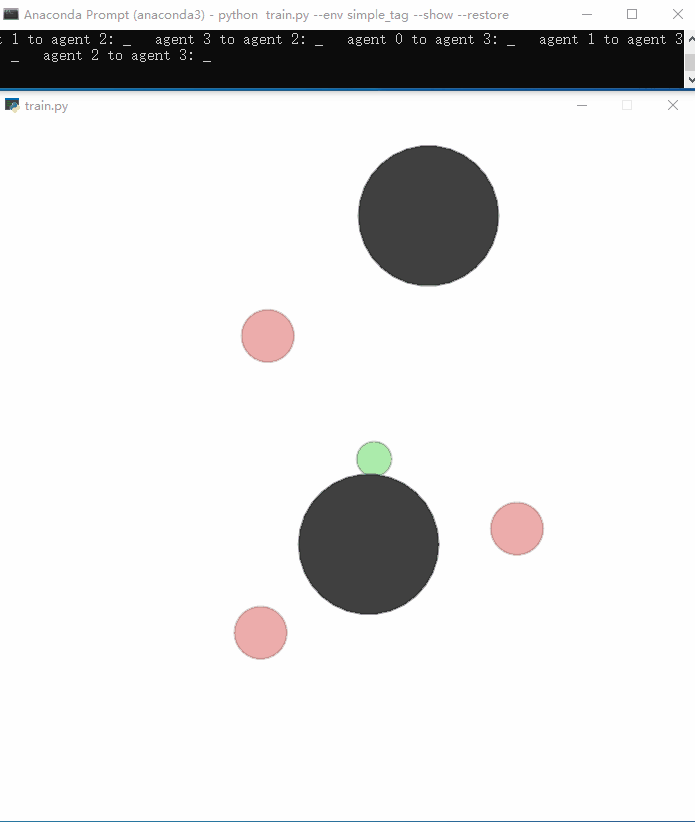 Anaconda Prompt (anaconda3) - python train.py --env simple_tag --show --restore
1 to agent 2: _ agent 3 to agent 2: _ agent 0 to agent 3: _ agent 1 to agent 3
_ agent 2 to agent 3: _
train.py